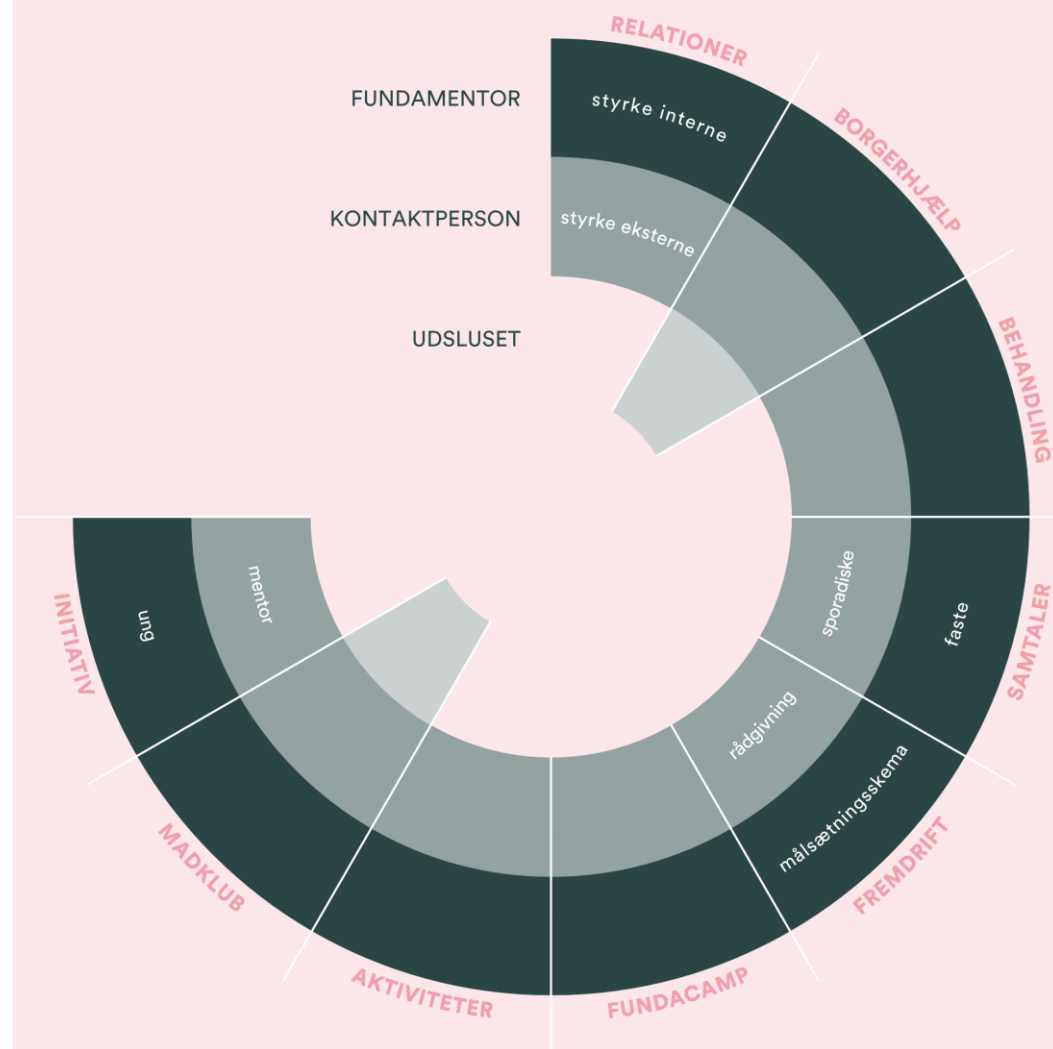 FUNDAMENTOR
KONTAKTPERSON
UDSLUSET
RELATIONER
styrke interne
styrke eksterne
BORGERHJÆLP
BEHANDLING
SAMTALER
faste
sporadiske
FREMDRIFT
målsætningsskema
rådgivning
FUNDACAMP
AKTIVITETER
MADKLUB
INITIATIV
ung
mentor